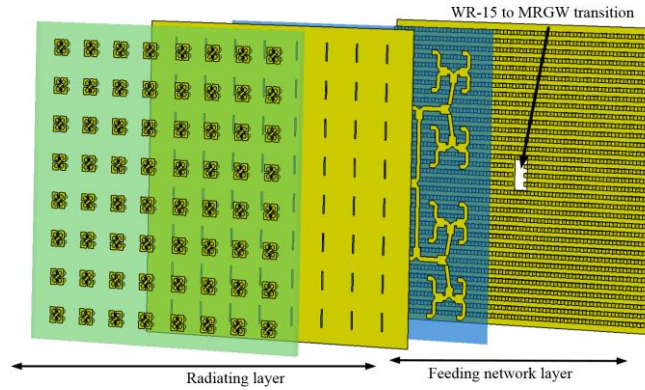 WR-15 to MRGW transition
Radiating layer
Feeding network layer